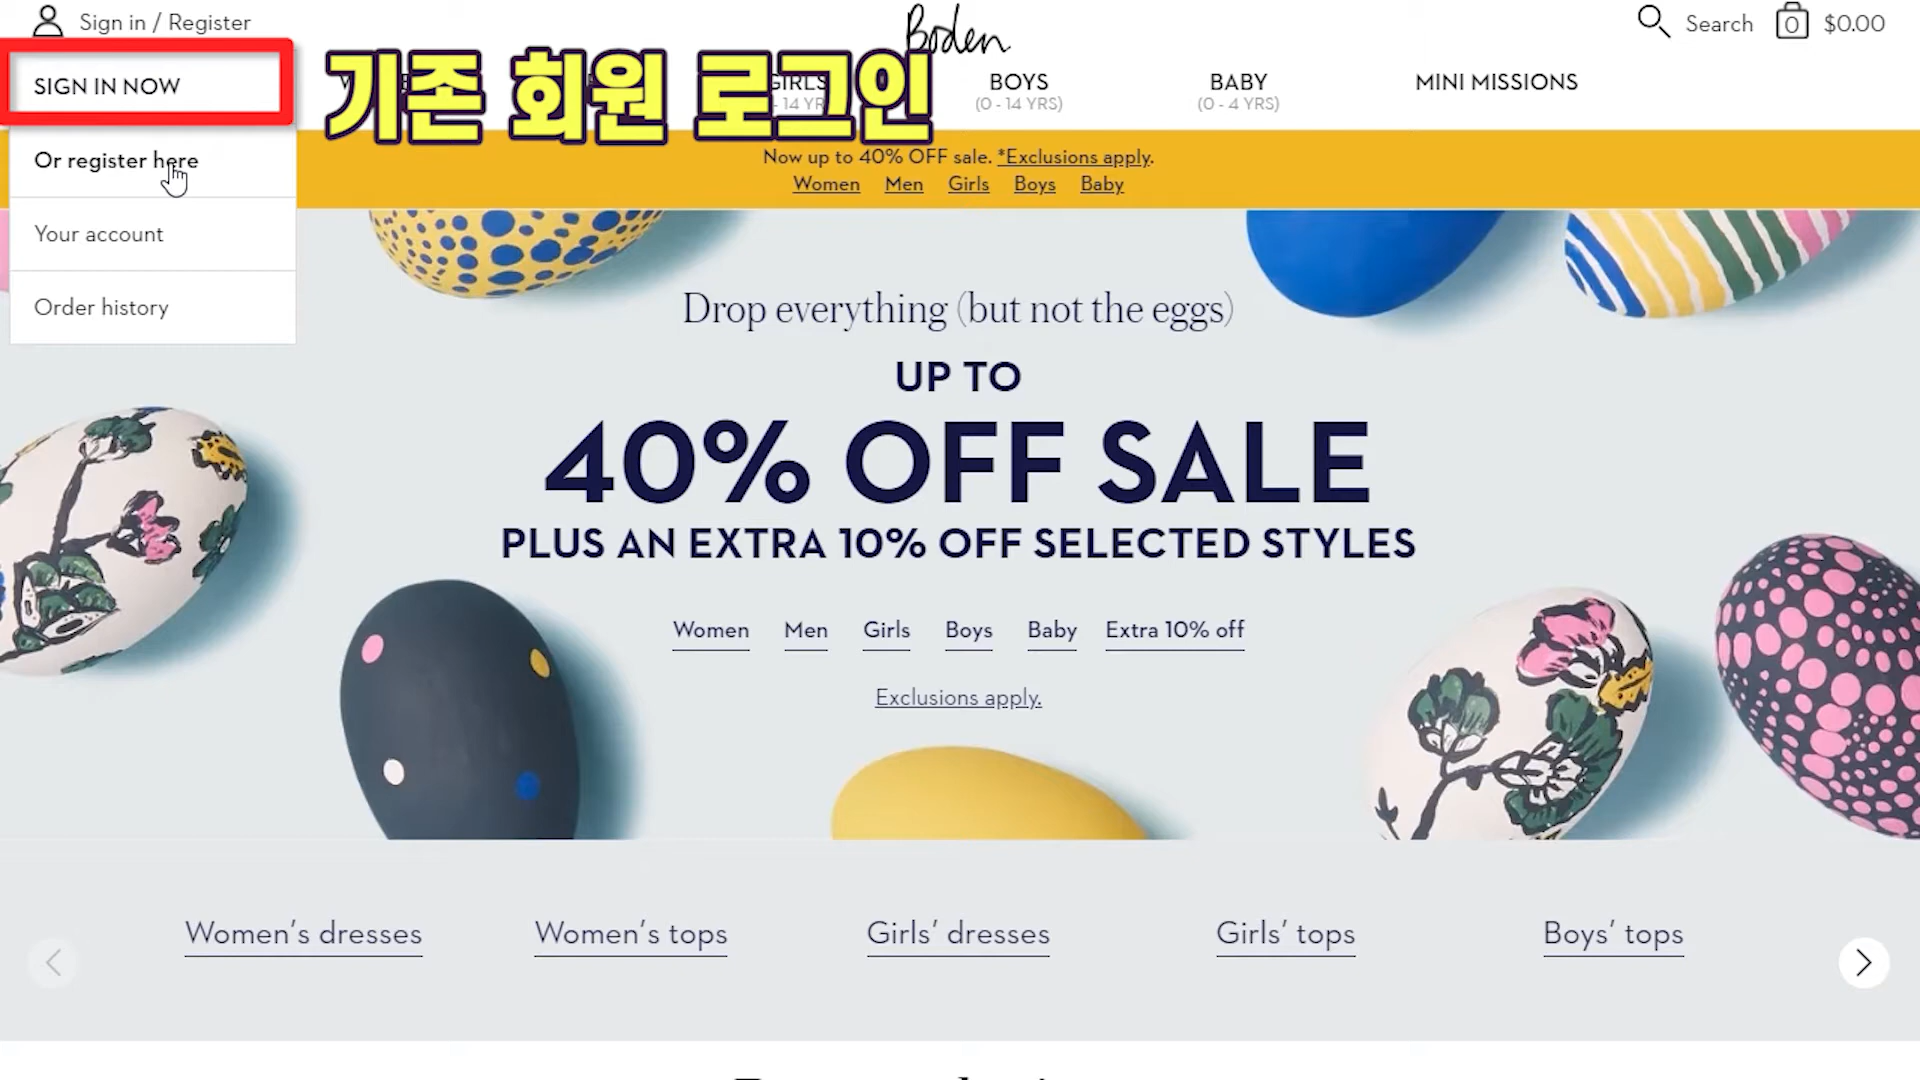 Sign in / Register
Boden
Search 0 $0.00
SIGN IN NOW
기존 회원 로그인
GIRLS
14 YR
BOYS
(0 - 14 YRS)
BABY
(0 - 4 YRS)
MINI MISSIONS
Or register here
Now up to 40% OFF sale. *Exclusions apply.
Women Men Girls Boys Baby
Your account
Order history
Drop everything (but not the eggs)
UP TO
40% OFF SALE
PLUS AN EXTRA 10% OFF SELECTED STYLES
Women Men Girls Boys Baby Extra 10% off
Exclusions apply.
Women's dresses Women's tops Girls' dresses Girls' tops Boys' tops